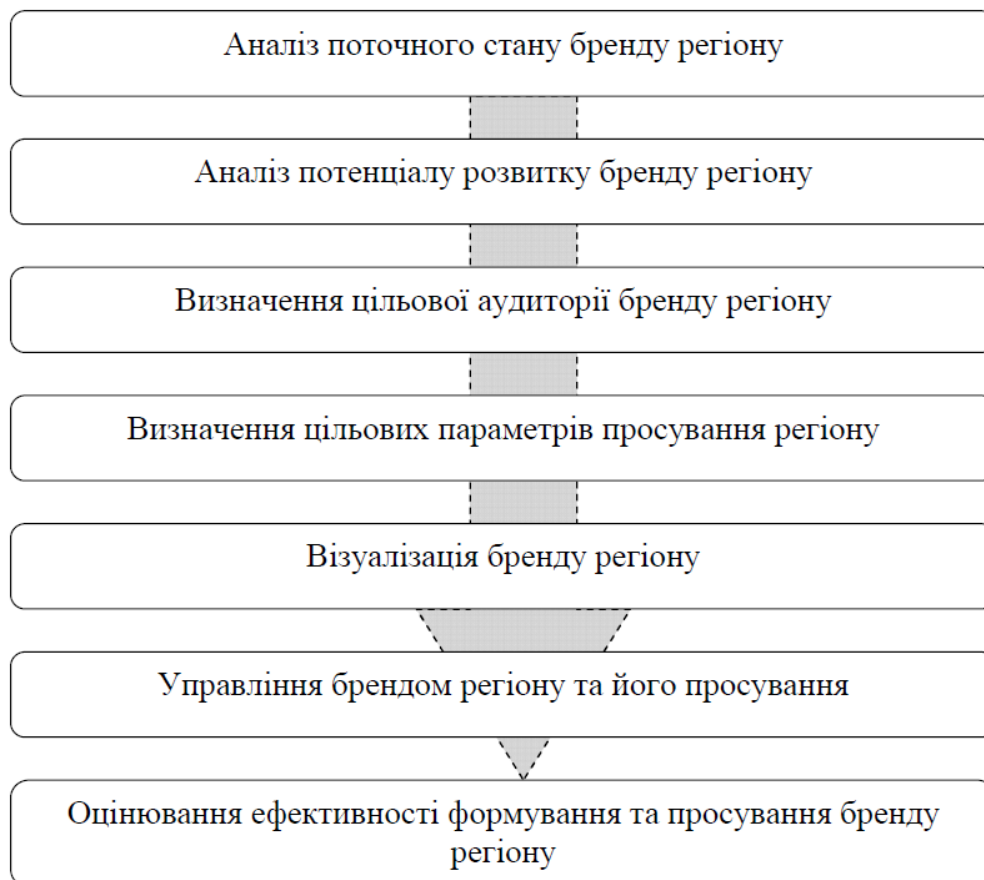 Аналіз поточного стану бренду регіону
Аналіз потенціалу розвитку бренду регіону
Визначення цільової аудиторії бренду регіону
Визначення цільових параметрів просування регіону
Візуалізація бренду регіону
Управління брендом регіону та його просування
Оцінювання ефективності формування та просування бренду
регіону